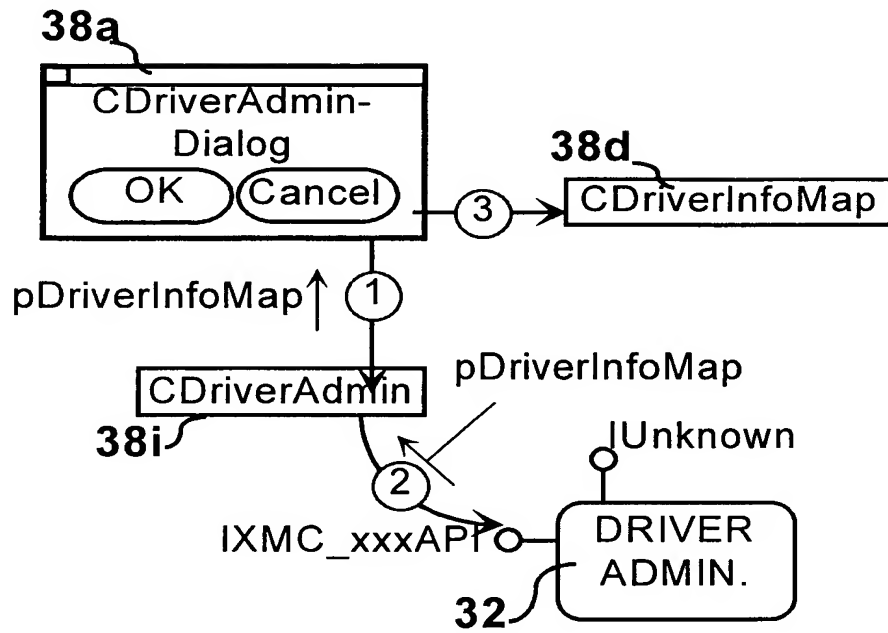 38a
CDriverAdmin-
Dialog
OK
Cancel
38d
3
CDriverInfoMap
pDriverInfoMap
1
CDriverAdmin
38i
pDriverInfoMap
2
IUnknown
IXMC_xxxAPI
DRIVER
ADMIN.
32